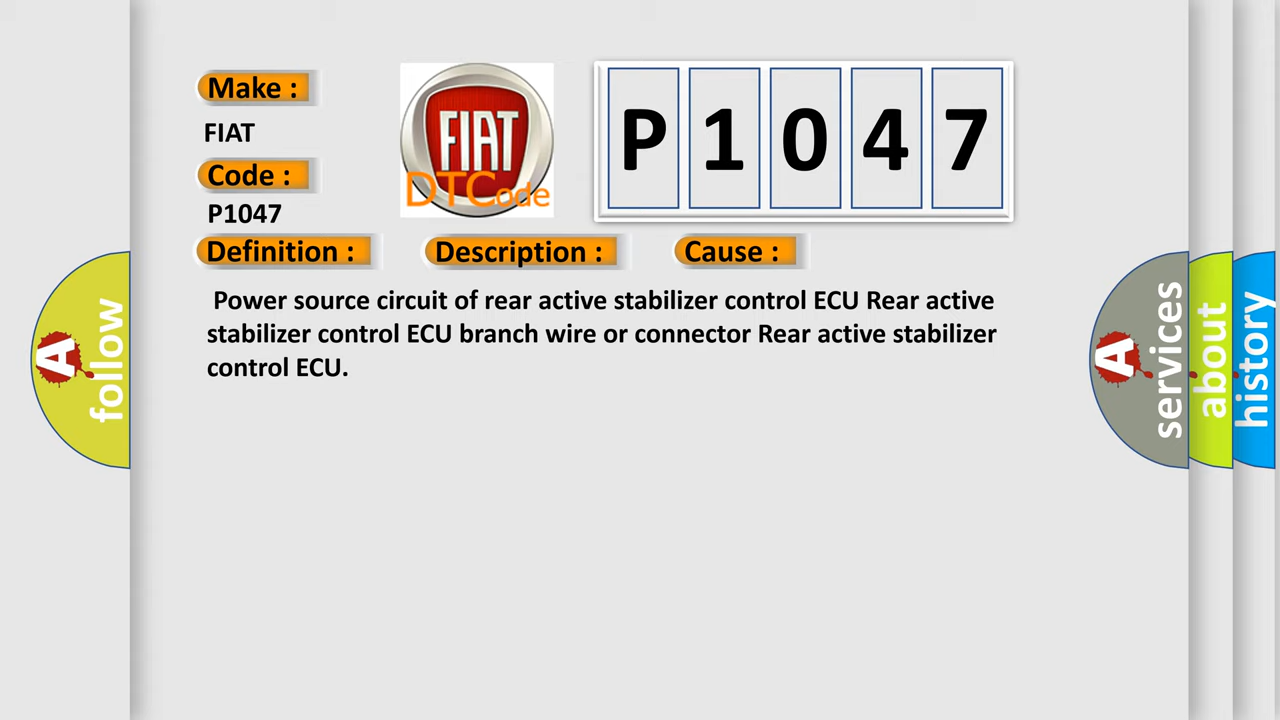 Make :
FIAT
Code :
P1047
FIAT
DTCode
P 1 0 4 7
Definition :
Description :
Cause :
Power source circuit of rear active stabilizer control ECU Rear active
stabilizer control ECU branch wire or connector Rear active stabilizer
control ECU.
A follow
A services
about
history